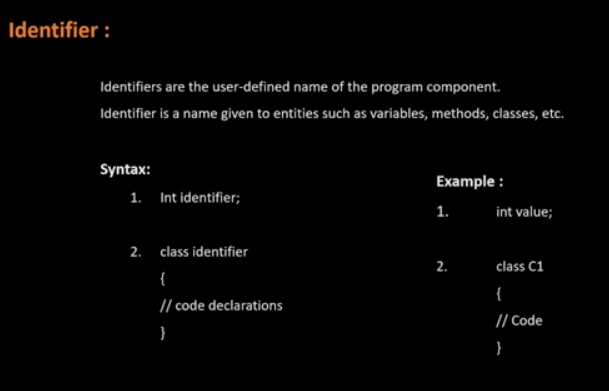 Identifier :
Identifiers are the user-defined name of the program component.
Identifier is a name given to entities such as variables, methods, classes, etc.
Syntax:
1. Int identifier;
2. class identifier
{
// code declarations
}
Example :
1. int value;
2. class C1
{
// Code
}